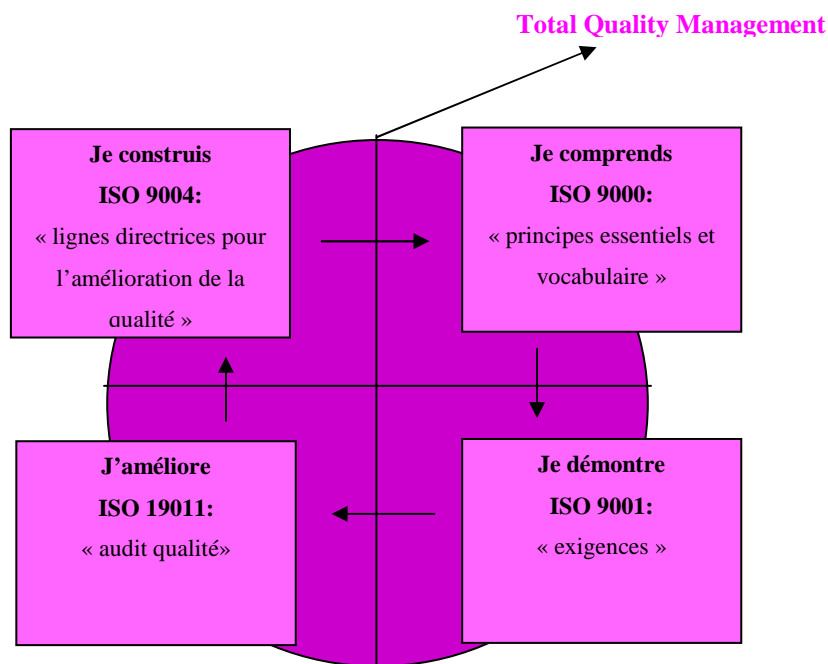 Total Quality Management
Je construis
ISO 9004:
« lignes directrices pour
l’amélioration de la
qualité »
Je comprends
ISO 9000:
« principes essentiels et
vocabulaire »
J’améliore
ISO 19011:
« audit qualité»
Je démontre
ISO 9001:
« exigences »